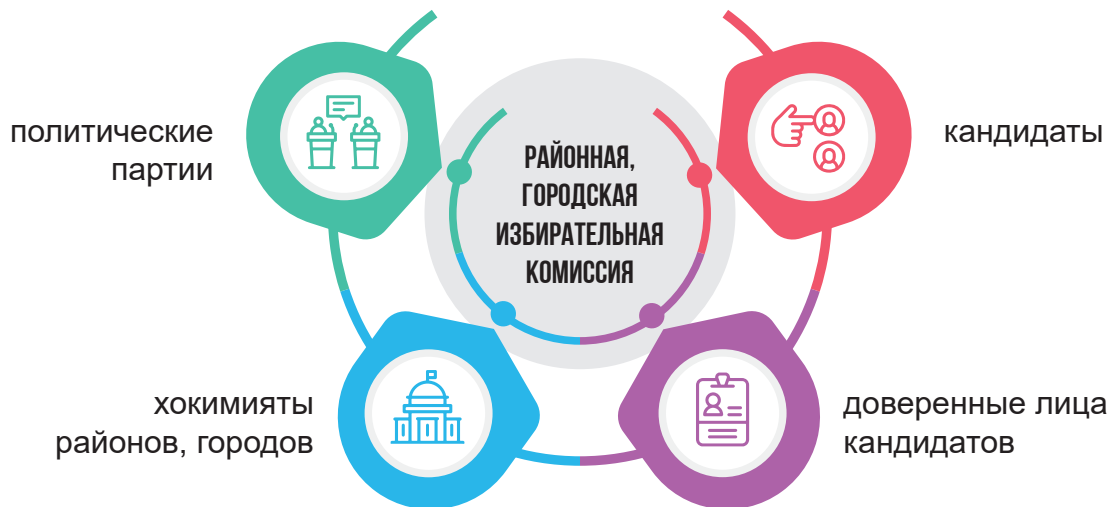 политические
партии
РАЙОННАЯ,
ГОРОДСКАЯ
ИЗБИРАТЕЛЬНАЯ
КОМИССИЯ
кандидаты
хокимияты
районов, городов
доверенные лица
кандидатов